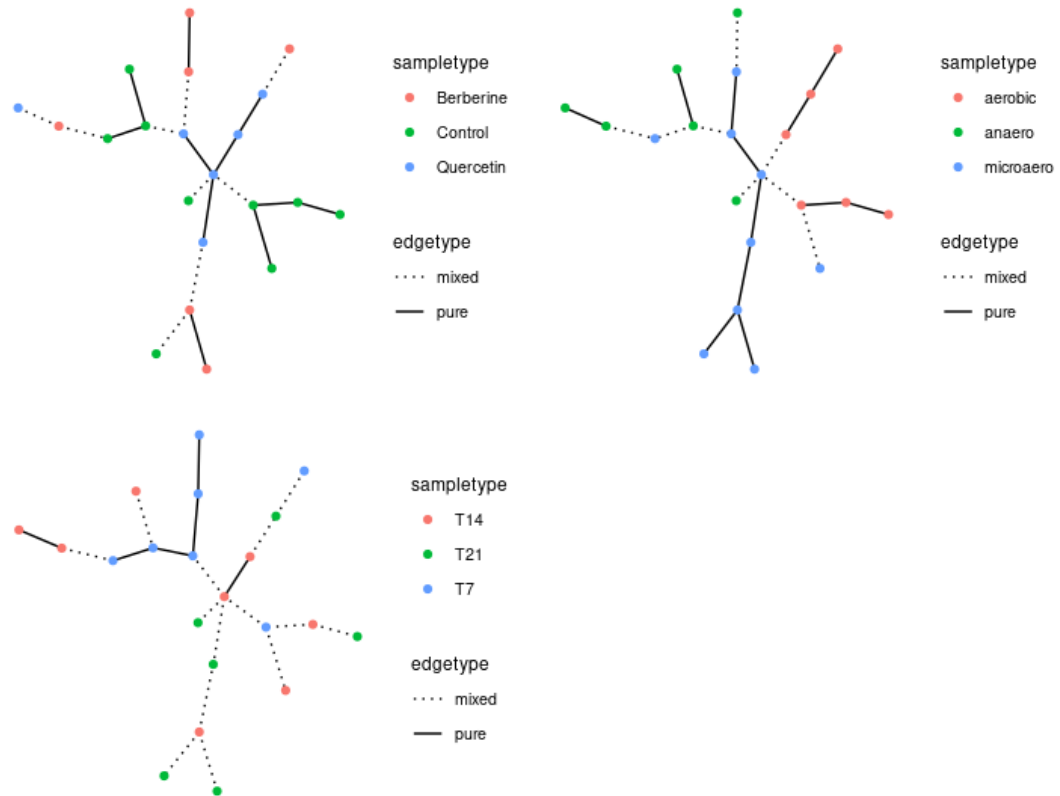 sampletype
Berberine
Control
Quercetin
edgetype
mixed
pure
sampletype
aerobic
anaero
microaero
edgetype
mixed
pure
sampletype
T14
T21
T7
edgetype
mixed
pure